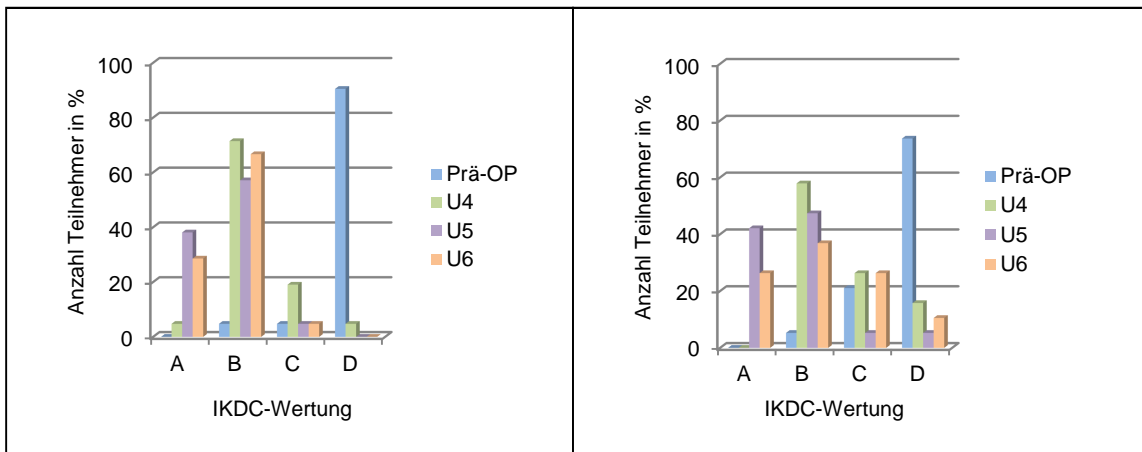 Anzahl Teilnehmer in %
100
80
60
40
20
0
A B C D
IKDC-Wertung
Prä-OP
U4
U5
U6
Anzahl Teilnehmer in %
100
80
60
40
20
0
A B C D
IKDC-Wertung
Prä-OP
U4
U5
U6